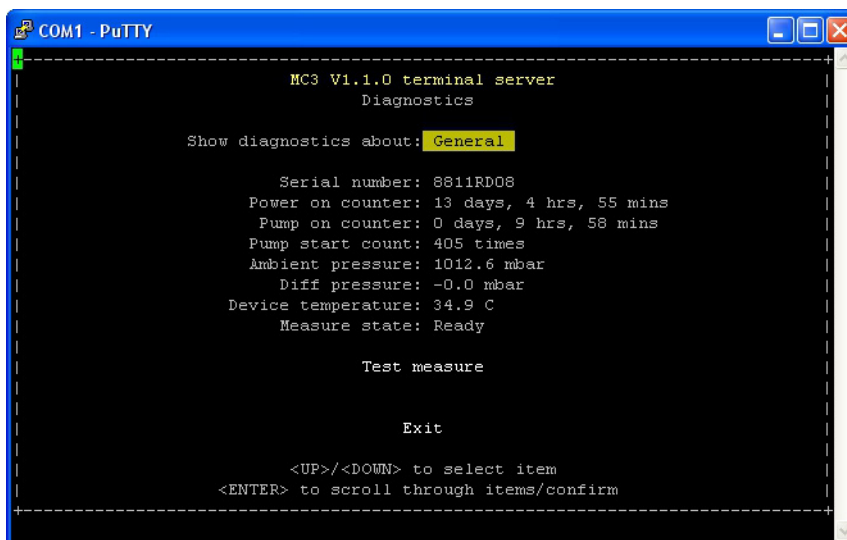 COM1 - PuTTY
MC3 V1.1.0 terminal server
Diagnostics
Show diagnostics about: General
Serial number: 8811RD08
Power on counter: 13 days, 4 hrs, 55 mins
Pump on counter: 0 days, 9 hrs, 58 mins
Pump start count: 405 times
Ambient pressure: 1012.6 mbar
Diff pressure: -0.0 mbar
Device temperature: 34.9 C
Measure state: Ready
Test measure
Exit
<UP>/<DOWN> to select item
<ENTER> to scroll through items/confirm